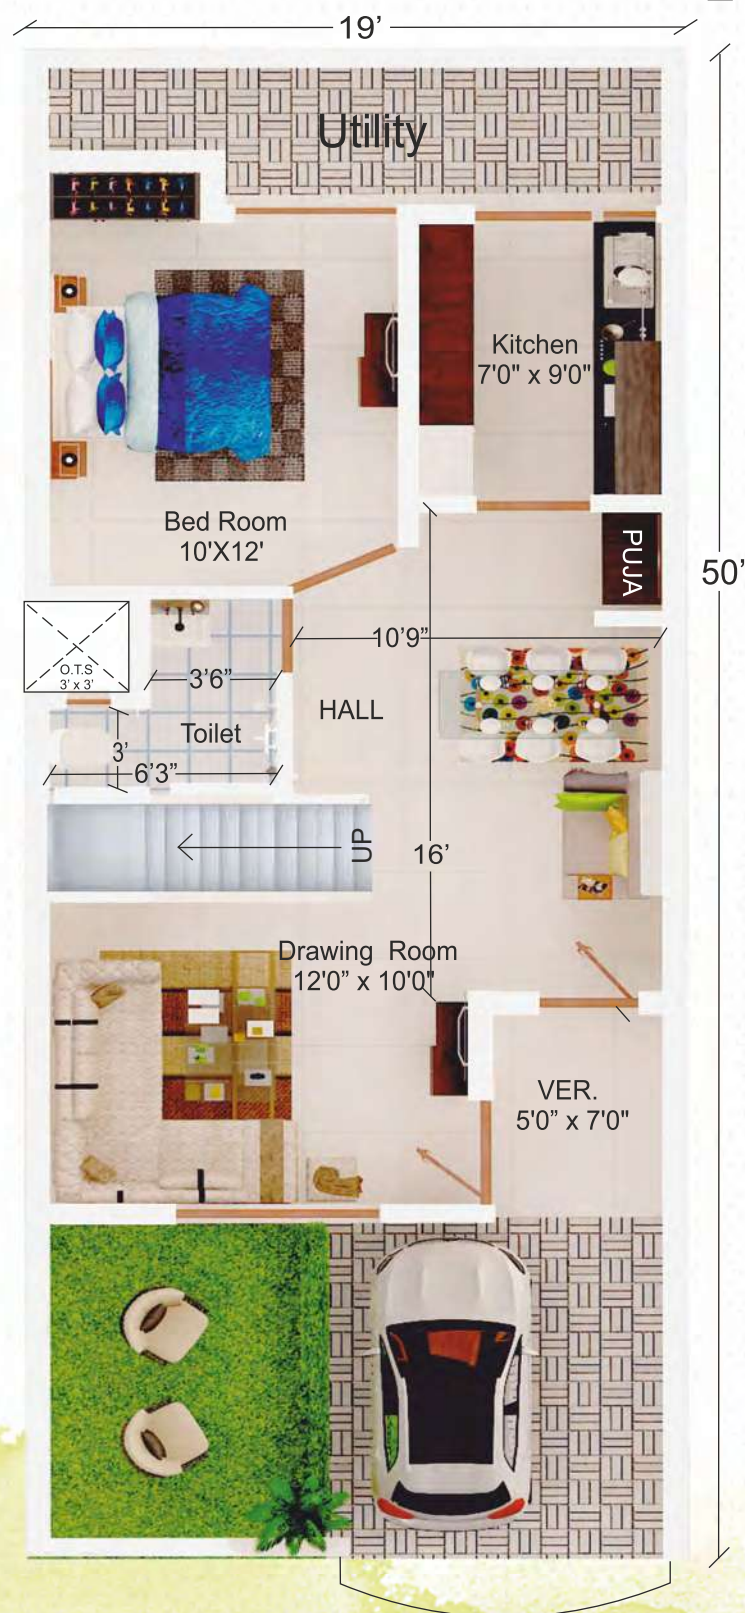 19’
Utility
50’
Kitchen
7'0" x 9'0"
Bed Room
10'X12'
PUJA
O.T.S
3' x 3'
10’9”
3’6”
HALL
Toilet
3’
6’3”
UP
16’
Drawing Room
12'0” x 10'0"
VER.
5'0” x 7'0"